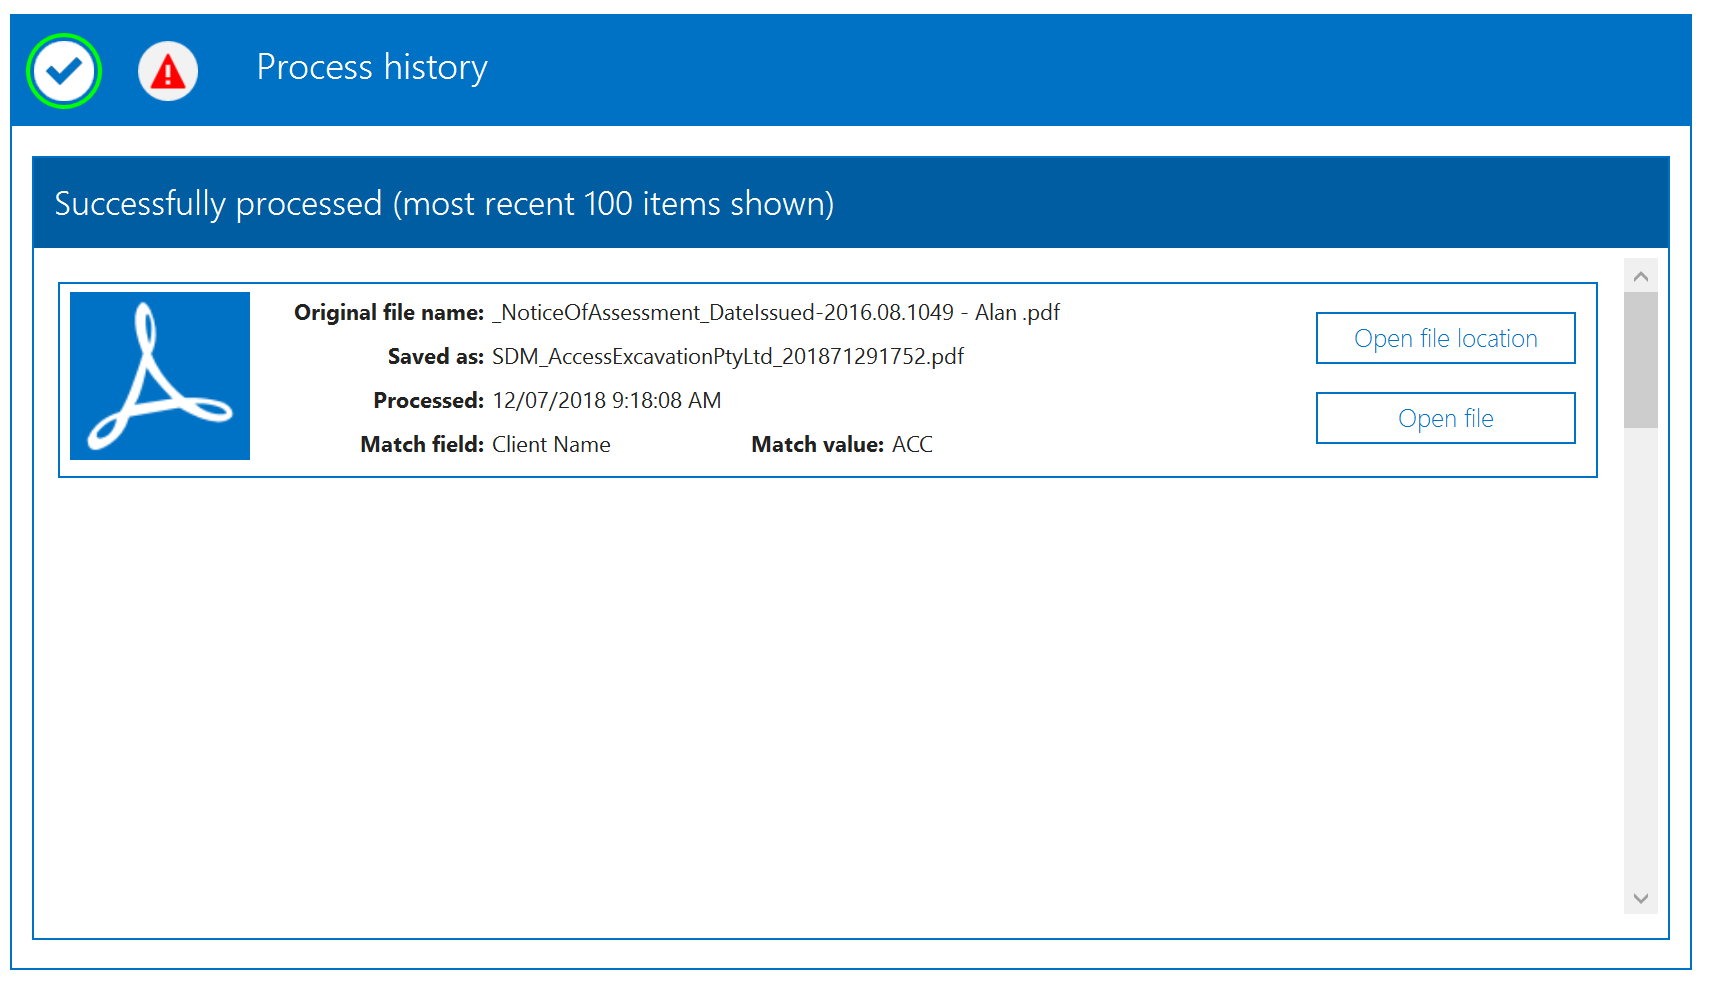 Process history
Successfully processed (most recent 100 items shown)
Original file name: _NoticeOfAssessment_DateIssued-2016.08.1049 - Alan .pdf
Saved as: SDM_AccessExcavationPtyLtd_201871291752.pdf
Processed: 12/07/2018 9:18:08 AM
Match field: Client Name Match value: ACC
Open file location
Open file